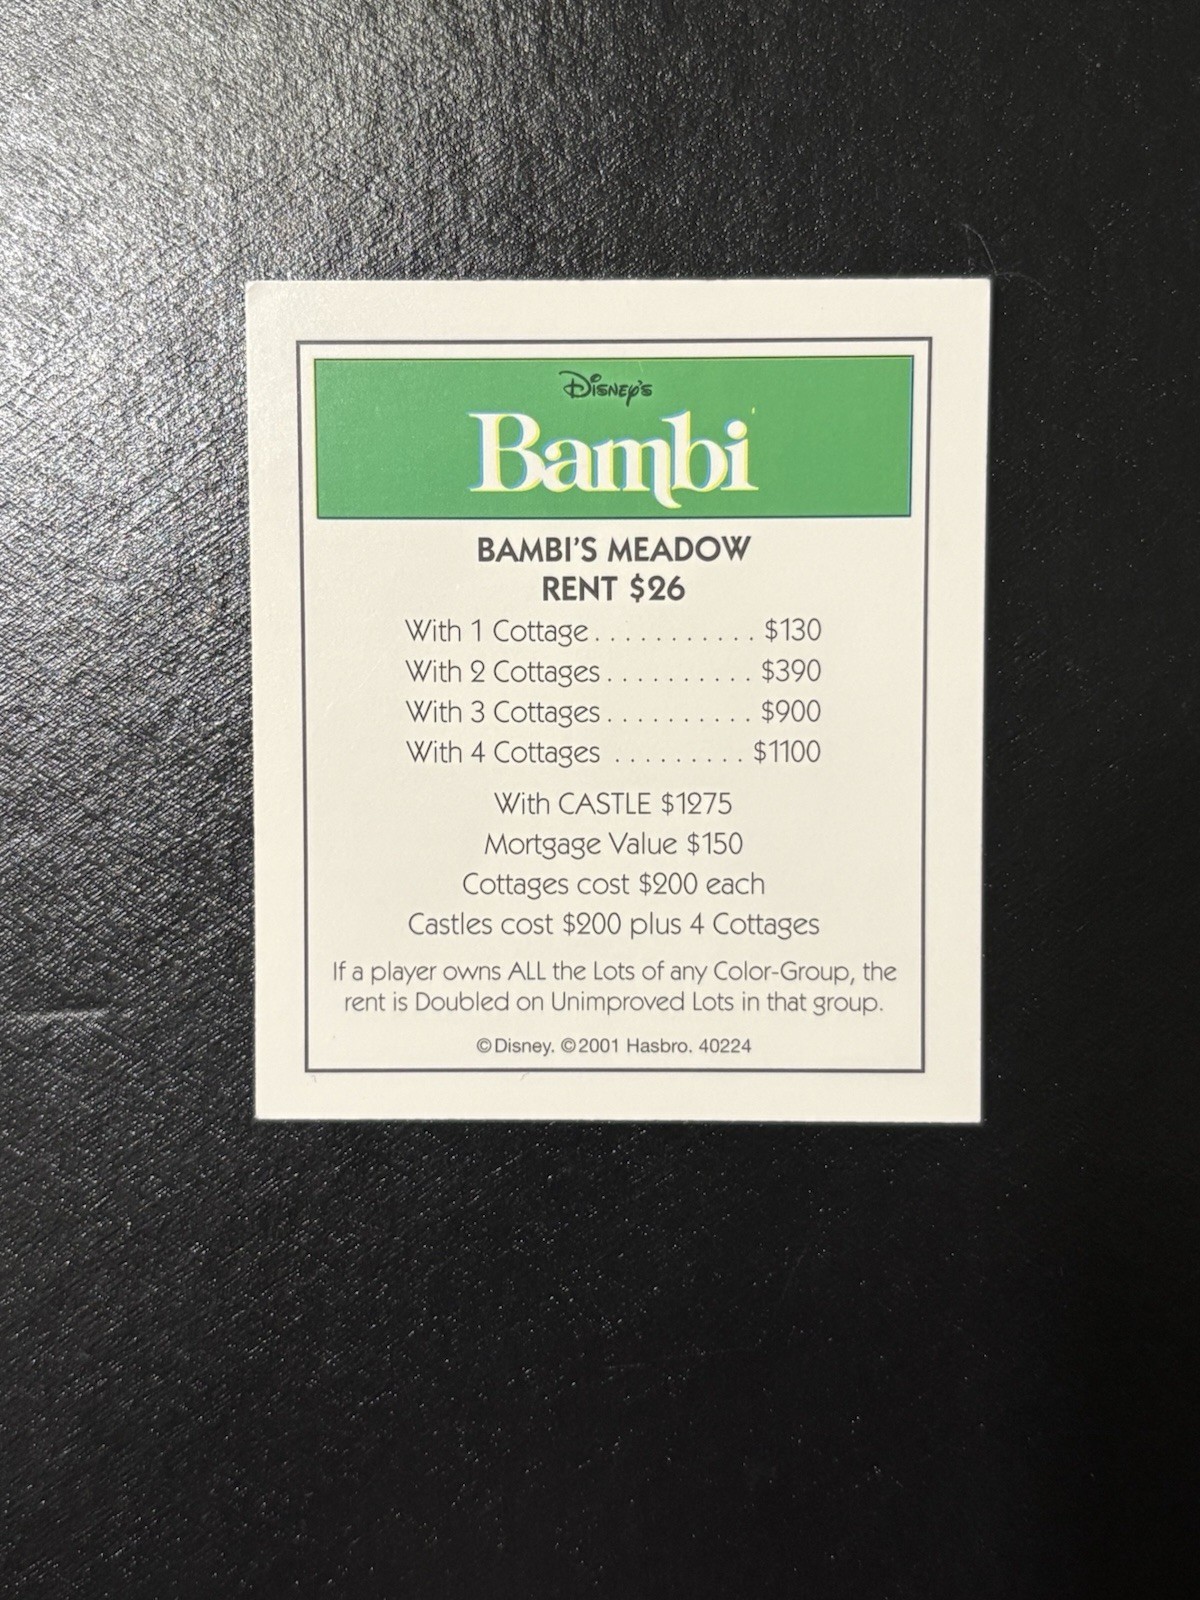 Disney's
Bambi
BAMBI'S MEADOW
RENT $26
With 1 Cottage........... $130
With 2 Cottages.......... $390
With 3 Cottages.......... $900
With 4 Cottages ......... $1100
With CASTLE $1275
Mortgage Value $150
Cottages cost $200 each
Castles cost $200 plus 4 Cottages
If a player owns ALL the Lots of any Color-Group, the
rent is Doubled on Unimproved Lots in that group.
©Disney. ©2001 Hasbro. 40224